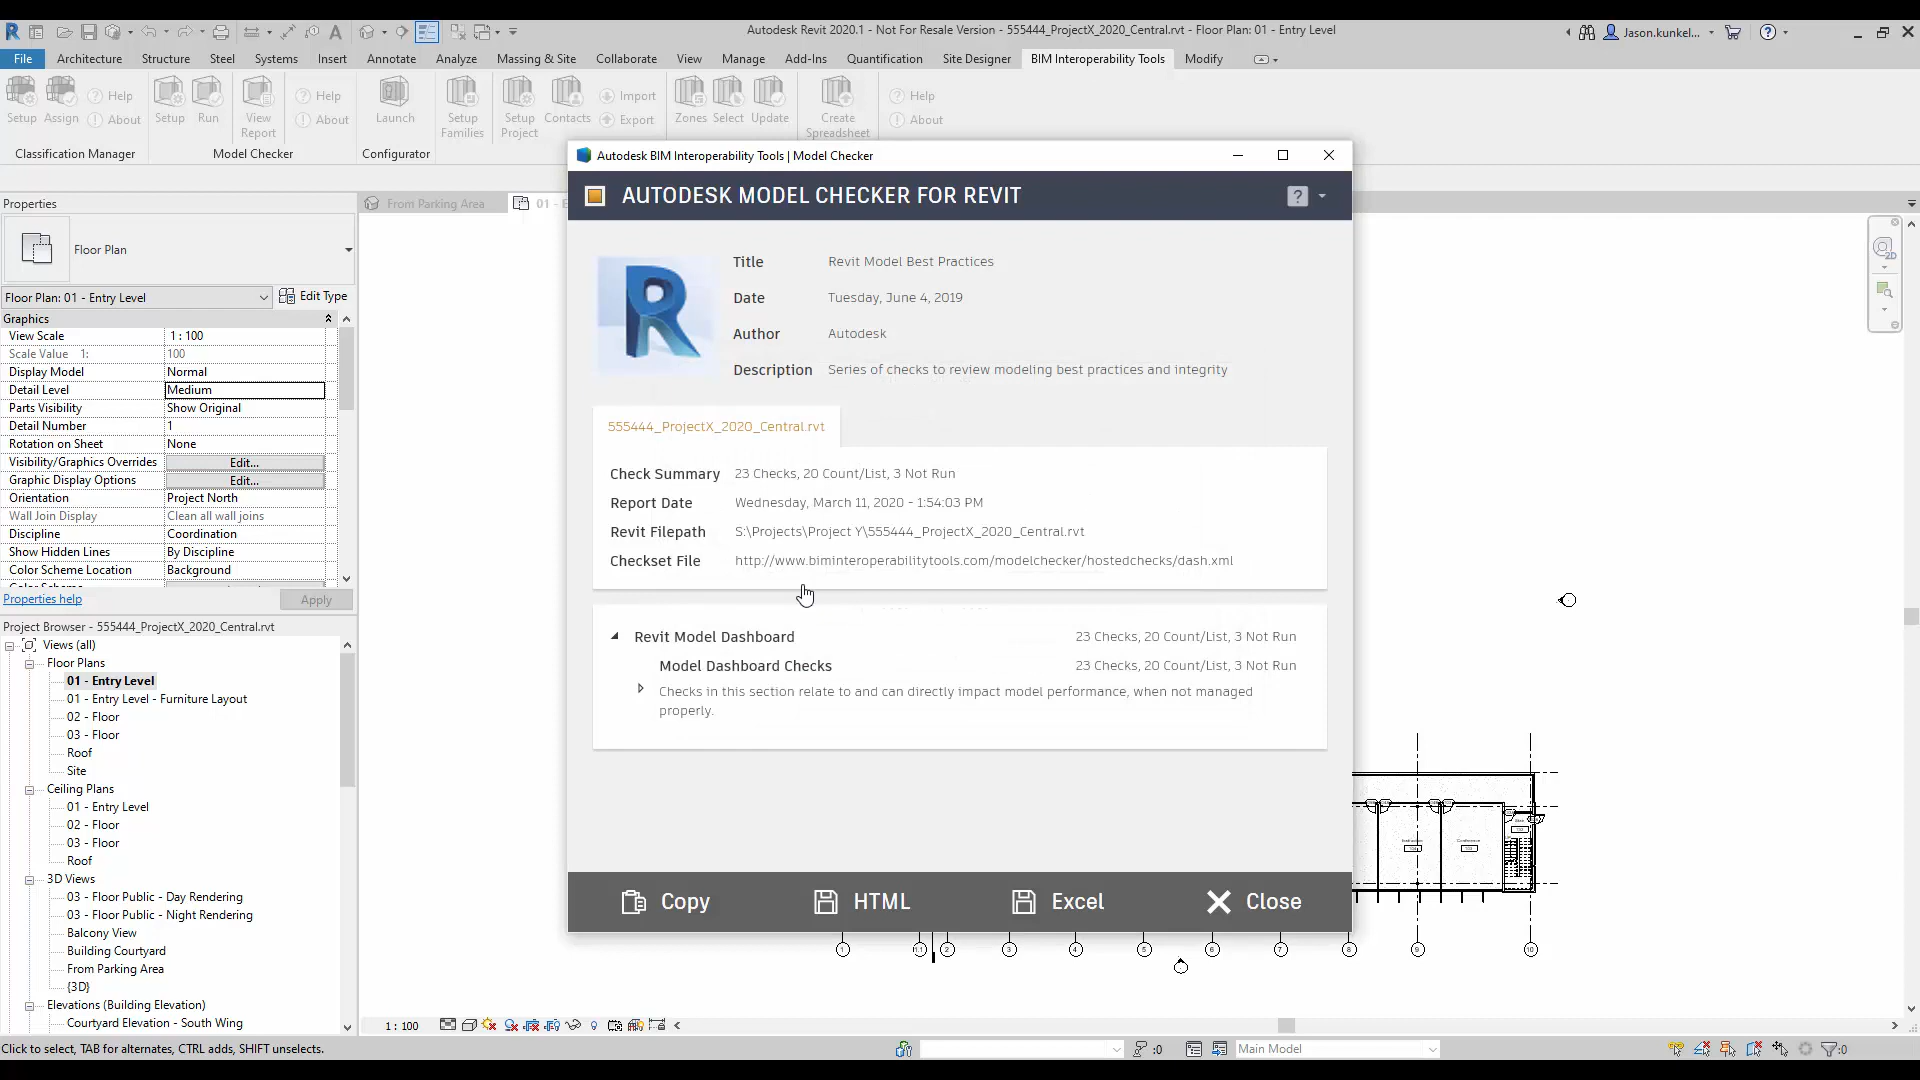 Autodesk Revit 2020.1 - Not For Resale Version - 555444_ProjectX_2020_Central.rvt - Floor Plan: 01 - Entry Level
Jason.kunkel...
File Architecture Structure Steel Systems Insert Annotate Analyze Massing & Site Collaborate View Manage Add-Ins Quantification Site Designer BIM Interoperability Tools Modify
Setup Assign Help About Setup Run View Report Help About Launch Setup Families Setup Project Contacts Import Export Zones Select Update Create Spreadsheet Help About
Classification Manager Model Checker Configurator
Properties
From Parking Area
01 - E
Floor Plan
Floor Plan: 01 - Entry Level
Edit Type
Graphics
View Scale 1 : 100
Scale Value 1: 100
Display Model Normal
Detail Level Medium
Parts Visibility Show Original
Detail Number 1
Rotation on Sheet None
Visibility/Graphics Overrides Edit...
Graphic Display Options Edit...
Orientation Project North
Wall Join Display Clean all wall joins
Discipline Coordination
Show Hidden Lines By Discipline
Color Scheme Location Background
Properties help
Apply
Project Browser - 555444_ProjectX_2020_Central.rvt
Views (all)
Floor Plans
01 - Entry Level
01 - Entry Level - Furniture Layout
02 - Floor
03 - Floor
Roof
Site
Ceiling Plans
01 - Entry Level
02 - Floor
03 - Floor
Roof
3D Views
03 - Floor Public - Day Rendering
03 - Floor Public - Night Rendering
Balcony View
Building Courtyard
From Parking Area
{3D}
Elevations (Building Elevation)
Courtyard Elevation - South Wing
Autodesk BIM Interoperability Tools | Model Checker
AUTODESK MODEL CHECKER FOR REVIT
Title Revit Model Best Practices
Date Tuesday, June 4, 2019
Author Autodesk
Description Series of checks to review modeling best practices and integrity
555444_ProjectX_2020_Central.rvt
Check Summary 23 Checks, 20 Count/List, 3 Not Run
Report Date Wednesday, March 11, 2020 - 1:54:03 PM
Revit Filepath S:\Projects\Project Y\555444_ProjectX_2020_Central.rvt
Checkset File http://www.biminteroperabilitytools.com/modelchecker/hostedchecks/dash.xml
Revit Model Dashboard 23 Checks, 20 Count/List, 3 Not Run
Model Dashboard Checks 23 Checks, 20 Count/List, 3 Not Run
Checks in this section relate to and can directly impact model performance, when not managed
properly.
Copy HTML Excel Close
1 1.1 2 3 4 5 6 7 8 9 10
2D
1 : 100
Click to select, TAB for alternates, CTRL adds, SHIFT unselects.
:0
Main Model
:0